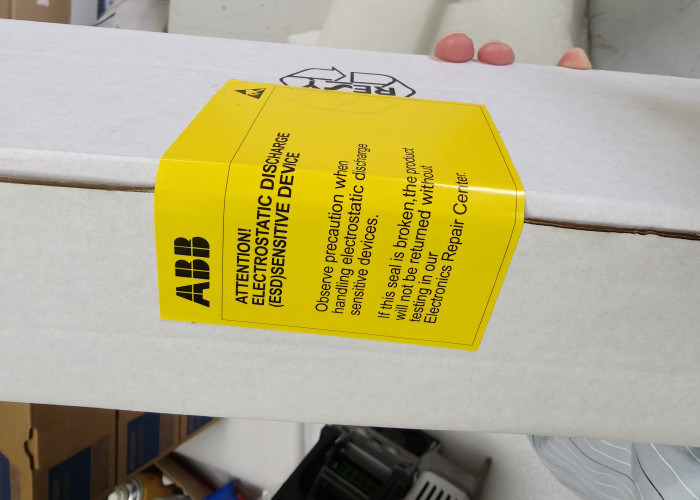 ABB
ATTENTION!
ELECTROSTATIC DISCHARGE
(ESD)SENSITIVE DEVICE
Observe precaution when
handling electrostatic discharge
sensitive devices.
If this seal is broken,the product
will not be returned without
testing in our
Electronics Repair Center.